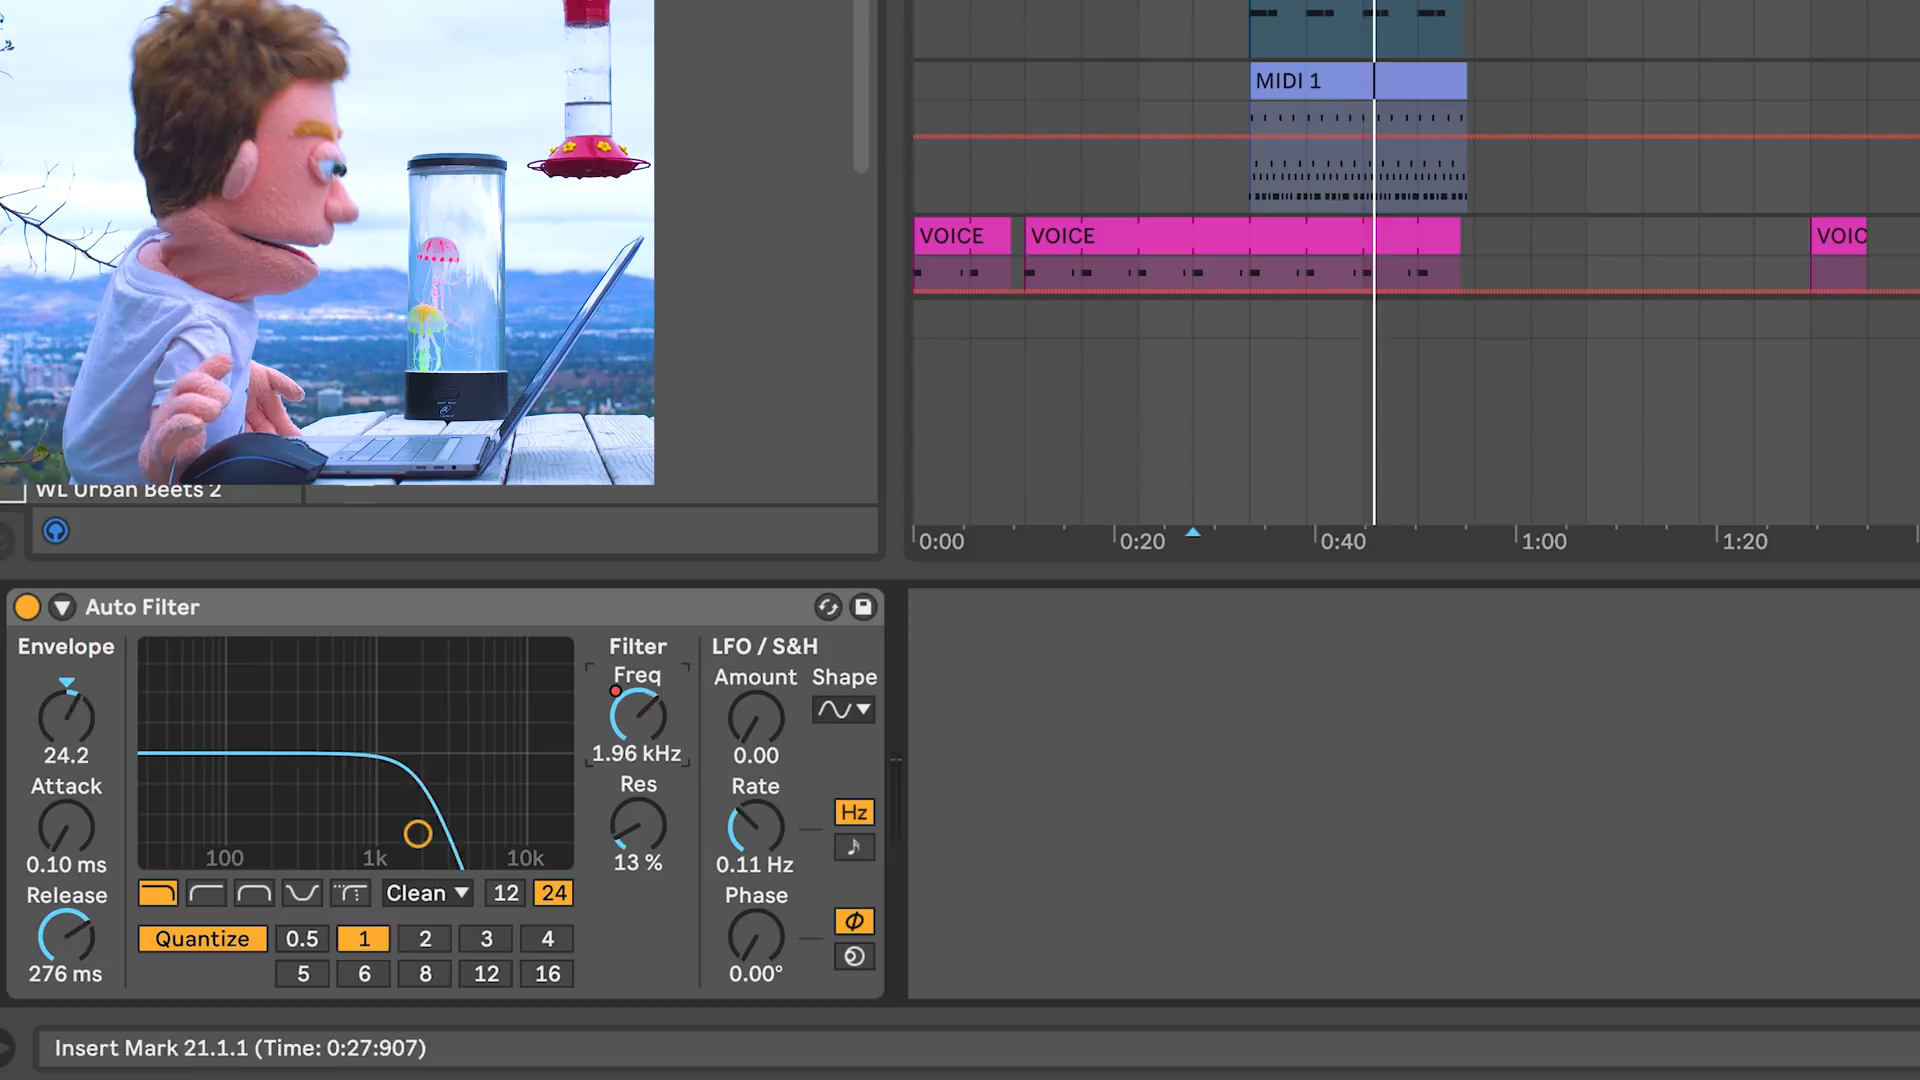 MIDI 1
VOICE
VOICE
VOIC
WL Urban Beets 2
0:00
0:20
0:40
1:00
1:20
Auto Filter
Envelope
24.2
Attack
0.10 ms
Release
276 ms
100
1k
10k
Clean
12
24
Quantize
0.5
1
2
3
4
5
6
8
12
16
Filter
Freq
1.96 kHz
Res
13 %
LFO / S&H
Amount
Shape
0.00
Rate
Hz
0.11 Hz
Phase
0.00°
Insert Mark 21.1.1 (Time: 0:27:907)